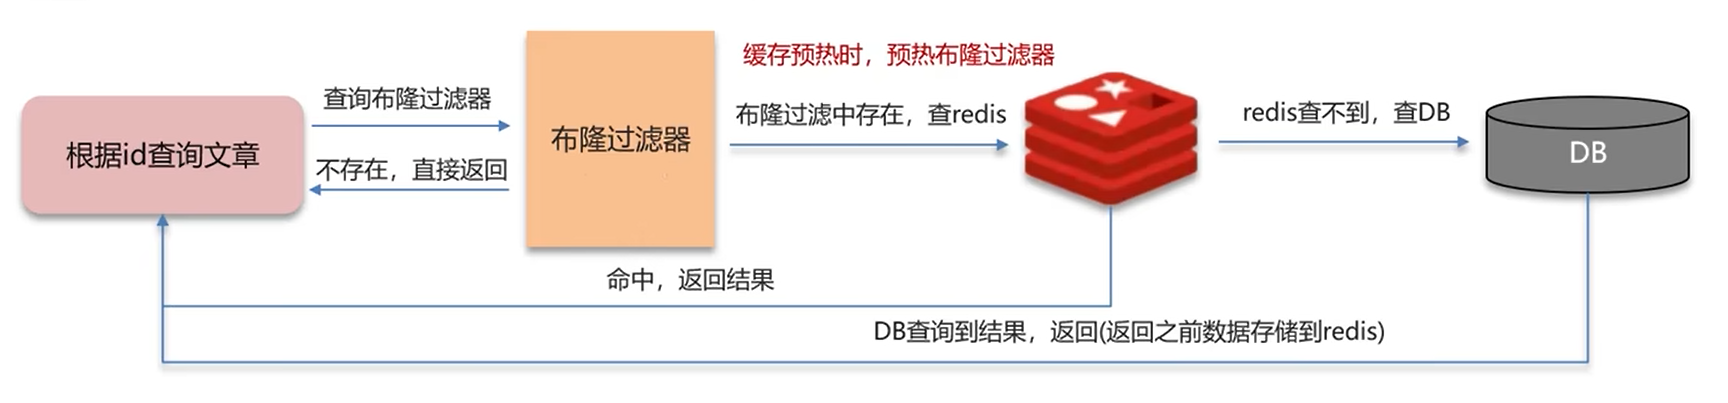 缓存预热时，预热布隆过滤器
查询布隆过滤器
布隆过滤中存在，查redis
redis查不到，查DB
根据id查询文章
布隆过滤器
DB
不存在，直接返回
命中，返回结果
DB查询到结果，返回(返回之前数据存储到redis)